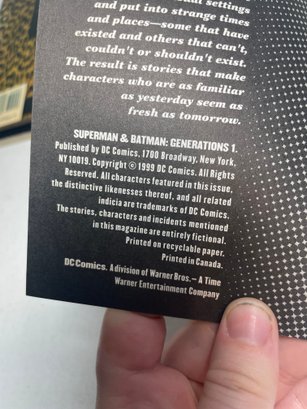 and put into strange times
and places—some that have
existed and others that can't,
couldn't or shouldn't exist.
The result is stories that make
characters who are as familiar
as yesterday seem as
fresh as tomorrow.
SUPERMAN & BATMAN: GENERATIONS 1.
Published by DC Comics, 1700 Broadway, New York,
NY 10019. Copyright © 1999 DC Comics. All Rights
Reserved. All characters featured in this issue,
the distinctive likenesses thereof, and all related
indicia are trademarks of DC Comics.
The stories, characters and incidents mentioned
in this magazine are entirely fictional.
Printed on recyclable paper.
Printed in Canada.
DC Comics. A division of Warner Bros.– A Time
Warner Entertainment Company